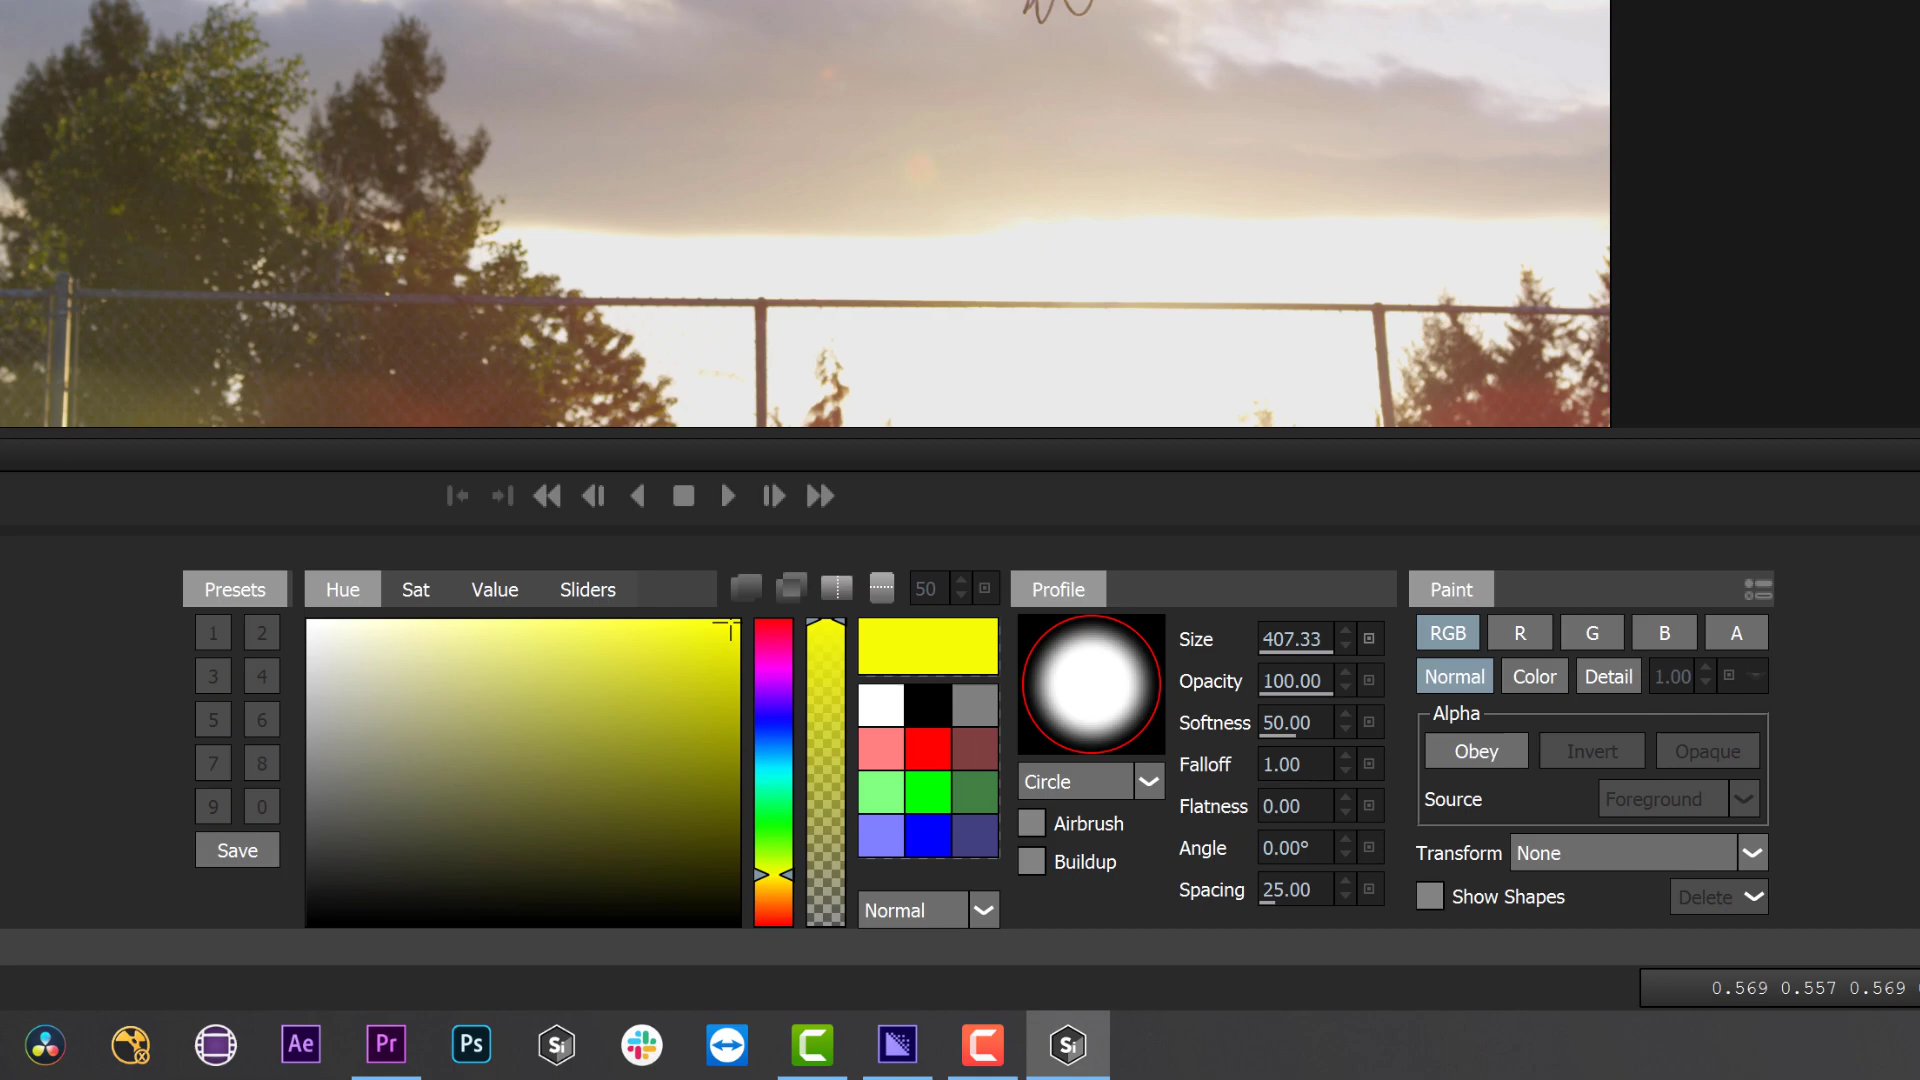 Presets
Hue Sat Value Sliders
50
Profile
Paint
1 2
3 4
5 6
7 8
9 0
Save
Normal
Circle
Airbrush
Buildup
Size 407.33
Opacity 100.00
Softness 50.00
Falloff 1.00
Flatness 0.00
Angle 0.00°
Spacing 25.00
RGB R G B A
Normal Color Detail 1.00
Alpha
Obey Invert Opaque
Source Foreground
Transform None
Show Shapes Delete
0.569 0.557 0.569
Ae Pr Ps Si Si